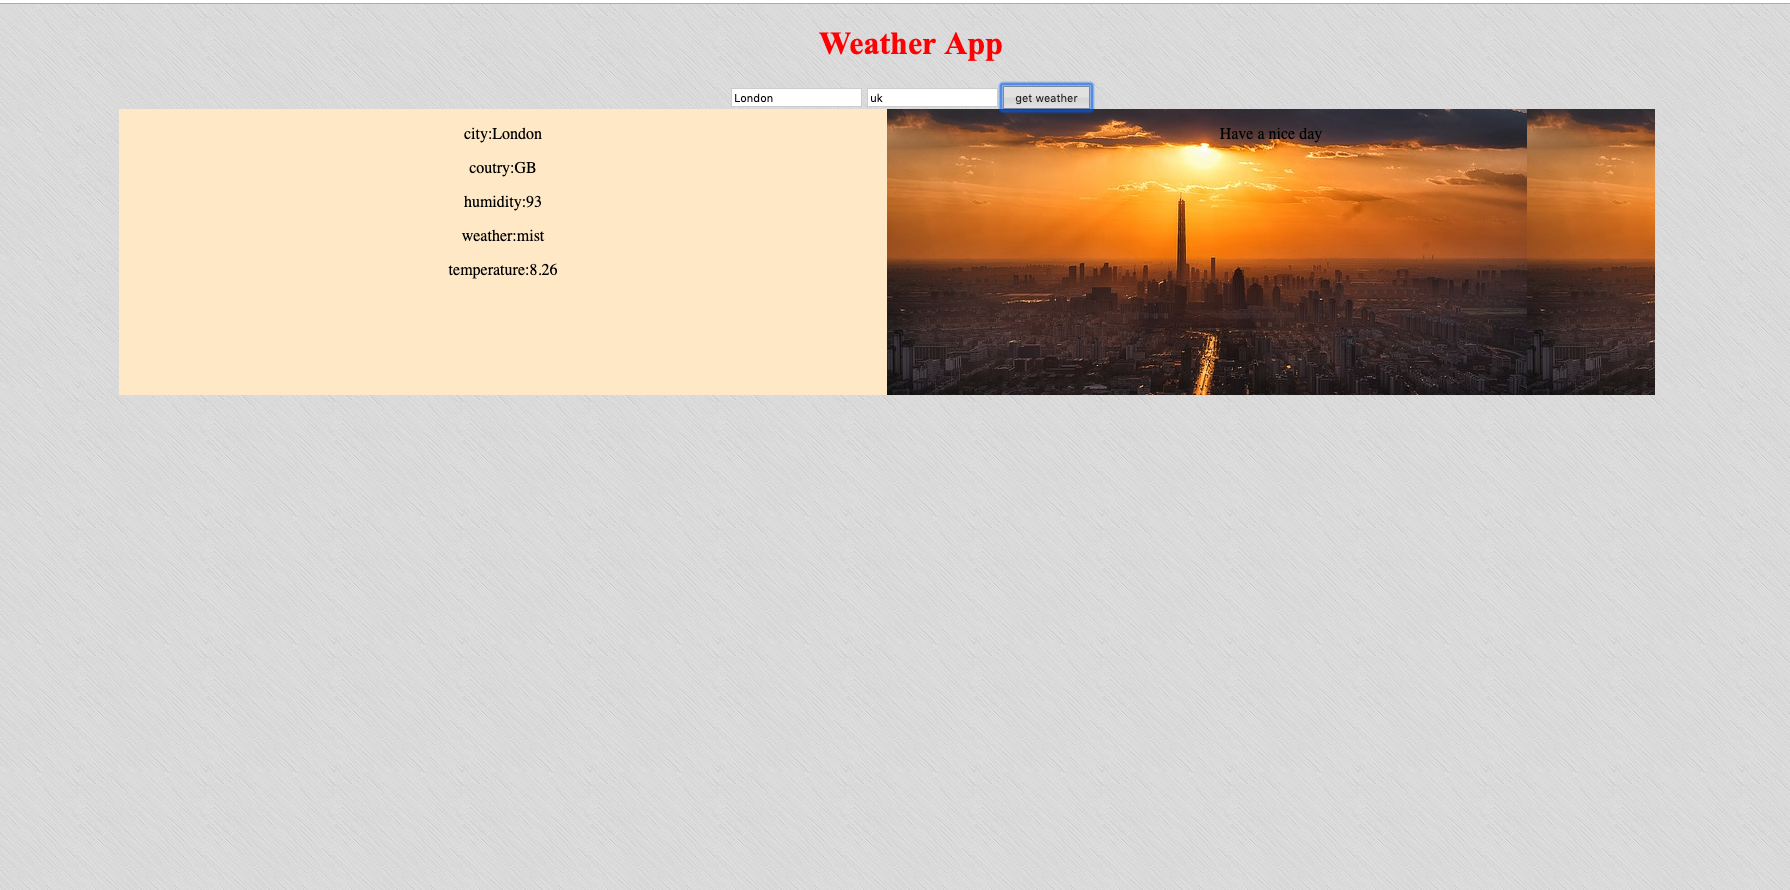 Weather App
London uk get weather
city:London
coutry:GB
humidity:93
weather:mist
temperature:8.26
Have a nice day